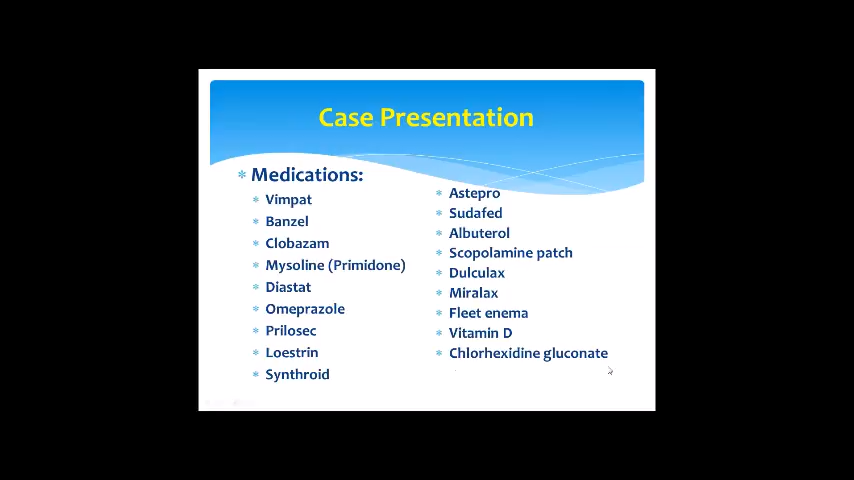 Case Presentation
* Medications:
* Vimpat
* Banzel
* Clobazam
* Mysoline (Primidone)
* Diastat
* Omeprazole
* Prilosec
* Loestrin
* Synthroid
* Astepro
* Sudafed
* Albuterol
* Scopolamine patch
* Dulculax
* Miralax
* Fleet enema
* Vitamin D
* Chlorhexidine gluconate